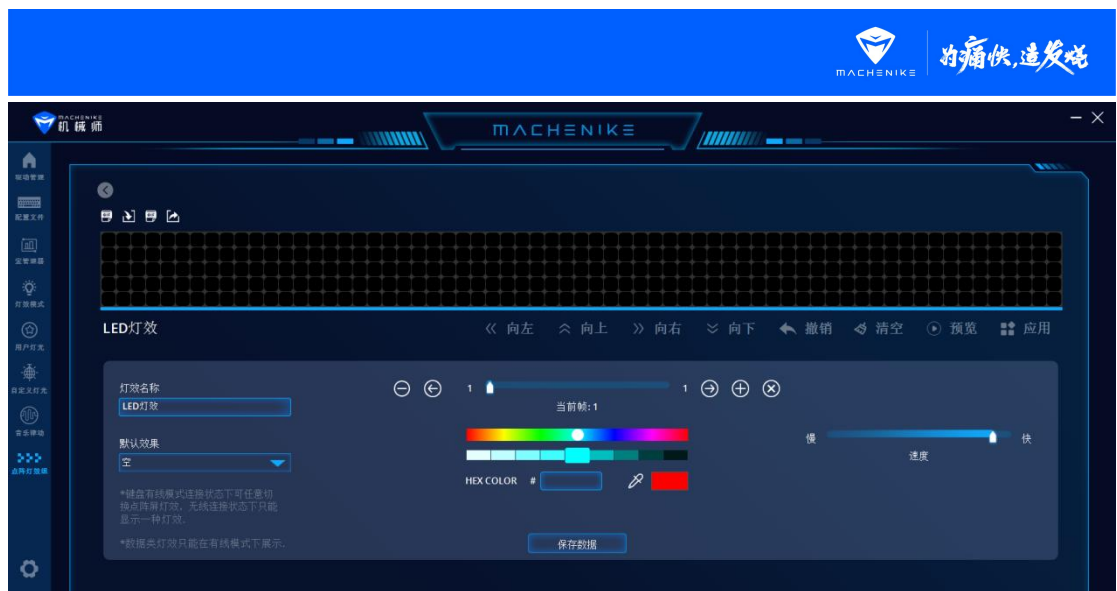 MACHENIKE
为痛快,造发烧
MACHENIKE
机械师
MACHENIKE
驱动管理
配置文件
宏管理器
灯效模式
用户灯光
自定义灯光
音乐律动
点阵灯效组
LED灯效
向左
向上
向右
向下
撤销
清空
预览
应用
灯效名称
LED灯效
默认效果
空
*键盘有线模式连接状态下可任意切
换点阵屏灯效。无线连接状态下只能
显示一种灯效.
*数据类灯效只能在有线模式下展示.
1
1
当前帧:1
HEX COLOR #
保存数据
慢
快
速度